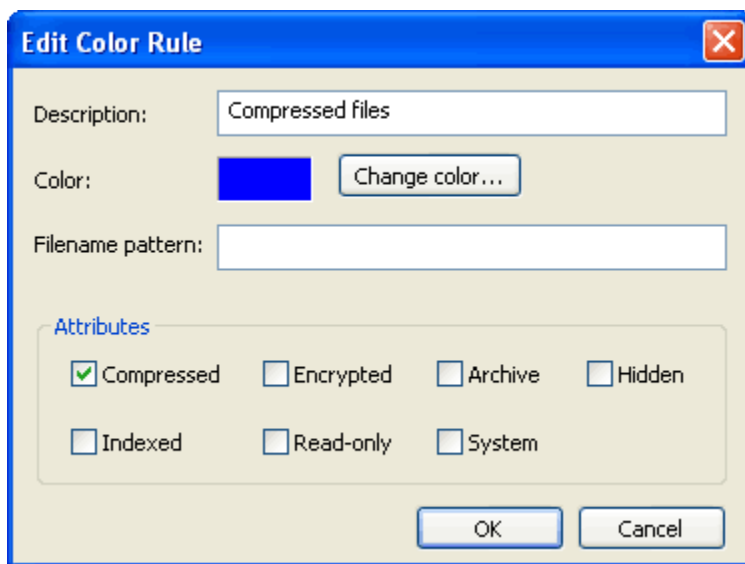 Edit Color Rule
Description: Compressed files
Color: Change color...
Filename pattern:
Attributes
Compressed Encrypted Archive Hidden
Indexed Read-only System
OK Cancel